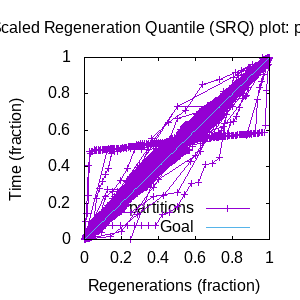 Scaled Regeneration Quantile (SRQ) plot: p
1
0.8
0.6
0.4
0.2
0
0 0.2 0.4 0.6 0.8 1
Time (fraction)
Regenerations (fraction)
partitions
Goal